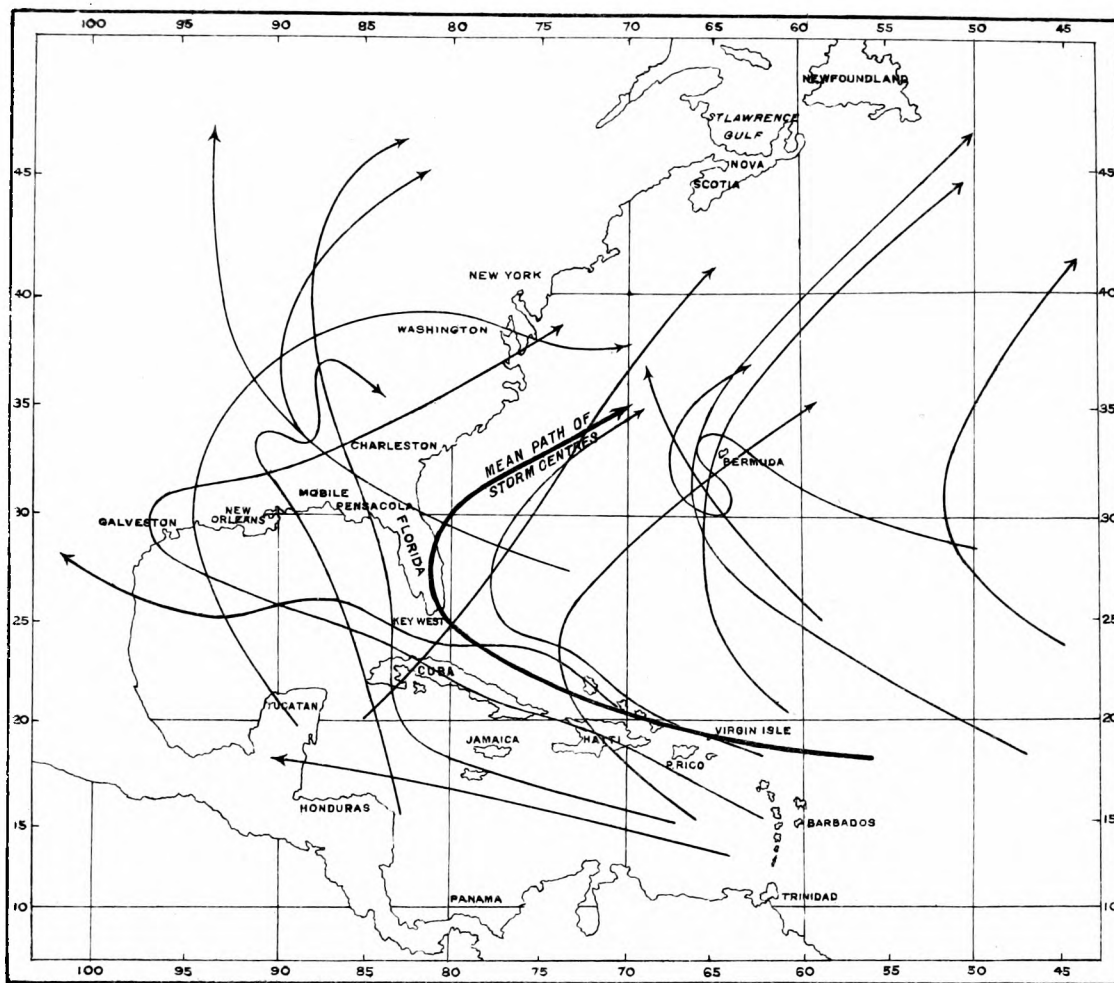 100 95 90 85 80 75 70 65 60 55 50 45
NEWFOUNDLAND
ST LAWRENCE
GULF
NOVA
SCOTIA
45 45
NEW YORK
40 40
WASHINGTON
35 35
MEAN PATH OF
STORM CENTRES
CHARLESTON
BERMUDA
MOBILE
PENSACOLA
NEW
ORLEANS
GALVESTON
30 30
FLORIDA
25 25
KEY WEST
CUBA
YUCATAN
20 20
VIRGIN ISLE
JAMAICA
HAITI
P.RICO
HONDURAS
15 15
BARBADOS
PANAMA
TRINIDAD
10 10
100 95 90 85 80 75 70 65 60 55 50 45